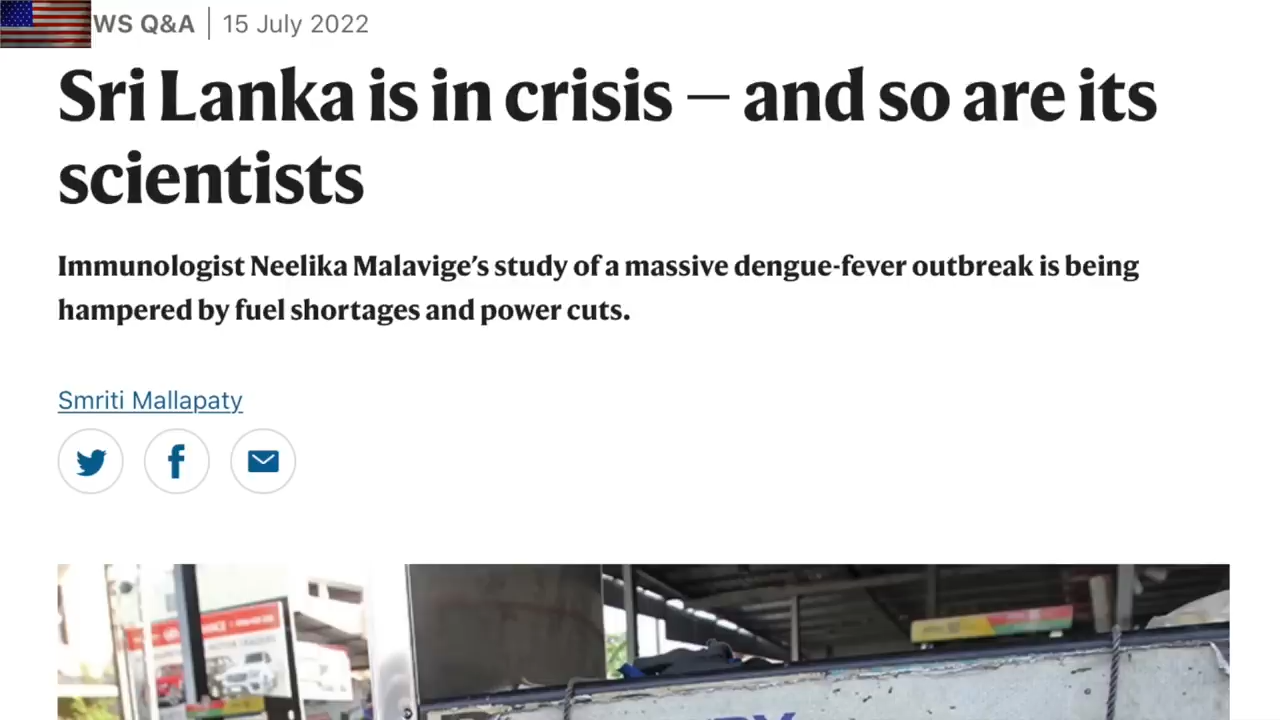 WS Q&A | 15 July 2022
Sri Lanka is in crisis — and so are its
scientists
Immunologist Neelika Malavige’s study of a massive dengue-fever outbreak is being
hampered by fuel shortages and power cuts.
Smriti Mallapaty